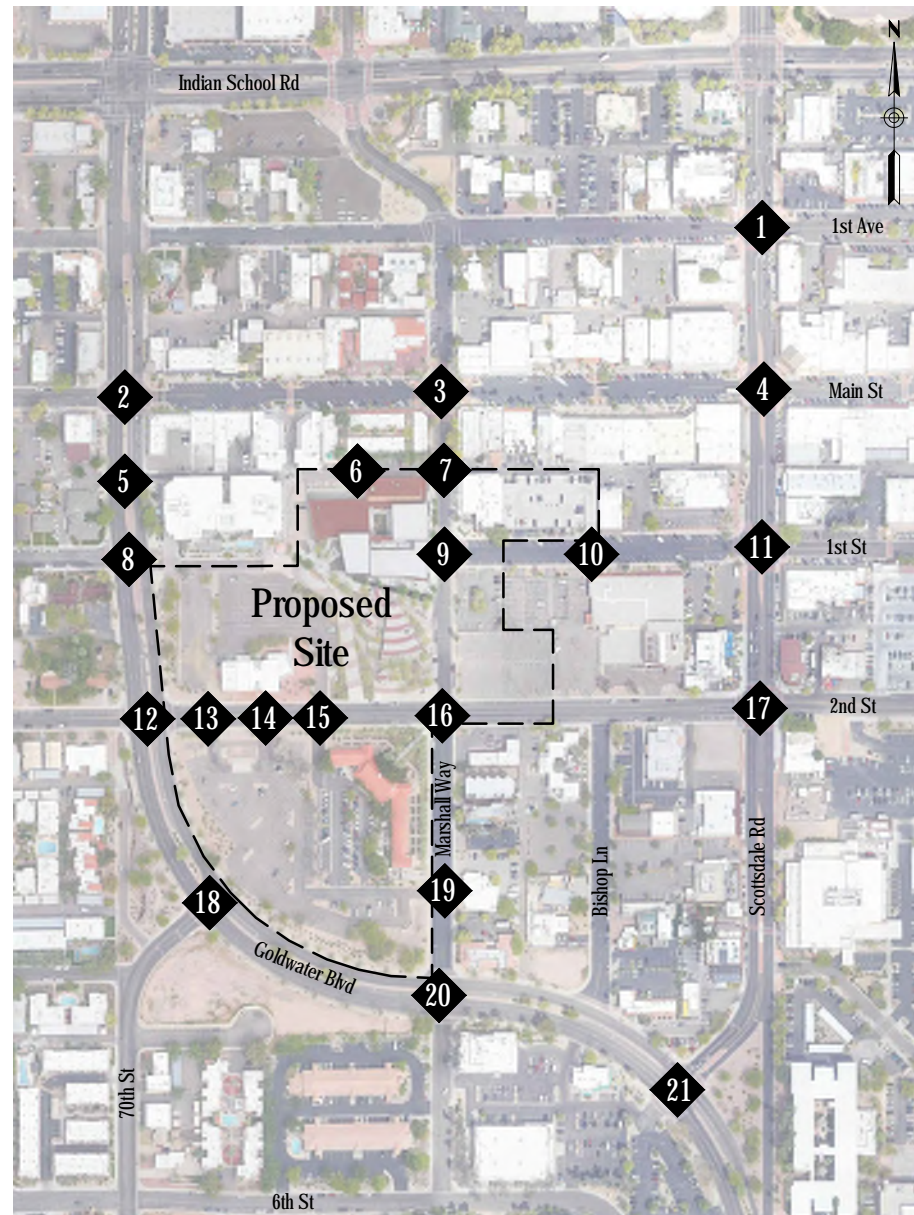 N
Indian School Rd
1
1st Ave
2
3
4
Main St
5
6
7
8
9
10
11
1st St
Proposed
Site
12
13
14
15
16
17
2nd St
Marshall Way
Bishop Ln
Scottsdale Rd
18
19
Goldwater Blvd
20
21
70th St
6th St